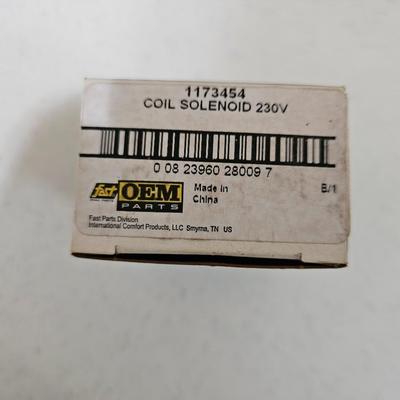 1173454
COIL SOLENOID 230V
0 08 23960 28009 7
Fast OEM PARTS
Made in
China
B/1
Fast Parts Division
International Comfort Products, LLC Smyrna, TN US